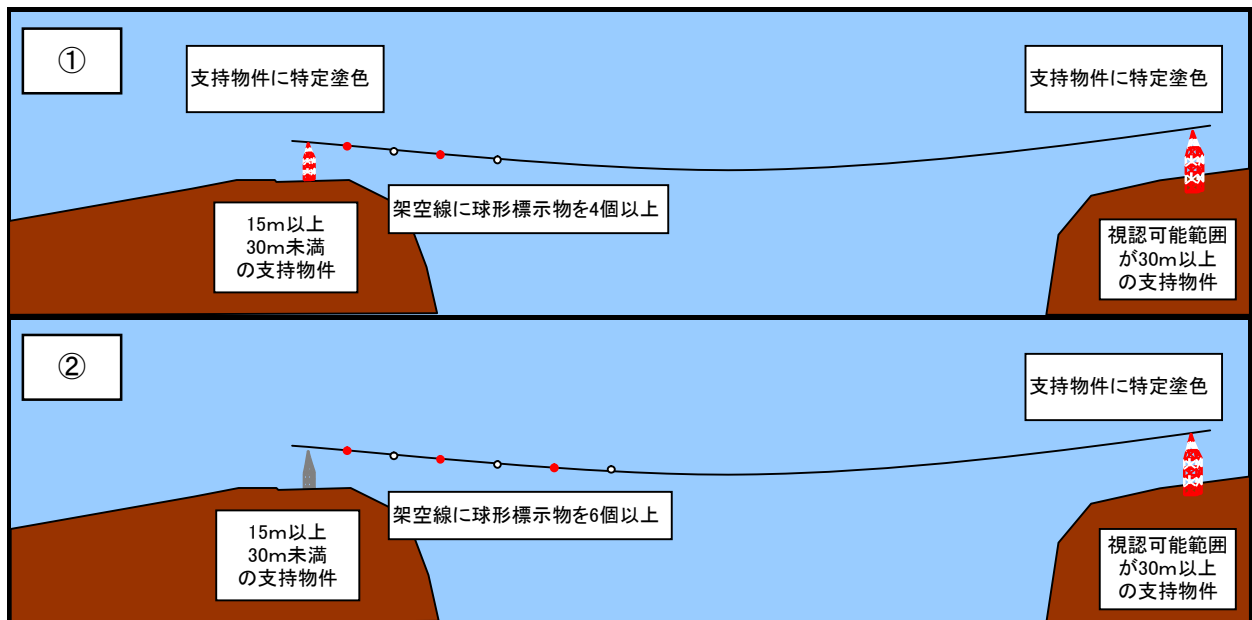 ①
支持物件に特定塗色
支持物件に特定塗色
架空線に球形標示物を4個以上
15m以上
30m未満
の支持物件
視認可能範囲
が30m以上
の支持物件
②
支持物件に特定塗色
架空線に球形標示物を6個以上
15m以上
30m未満
の支持物件
視認可能範囲
が30m以上
の支持物件